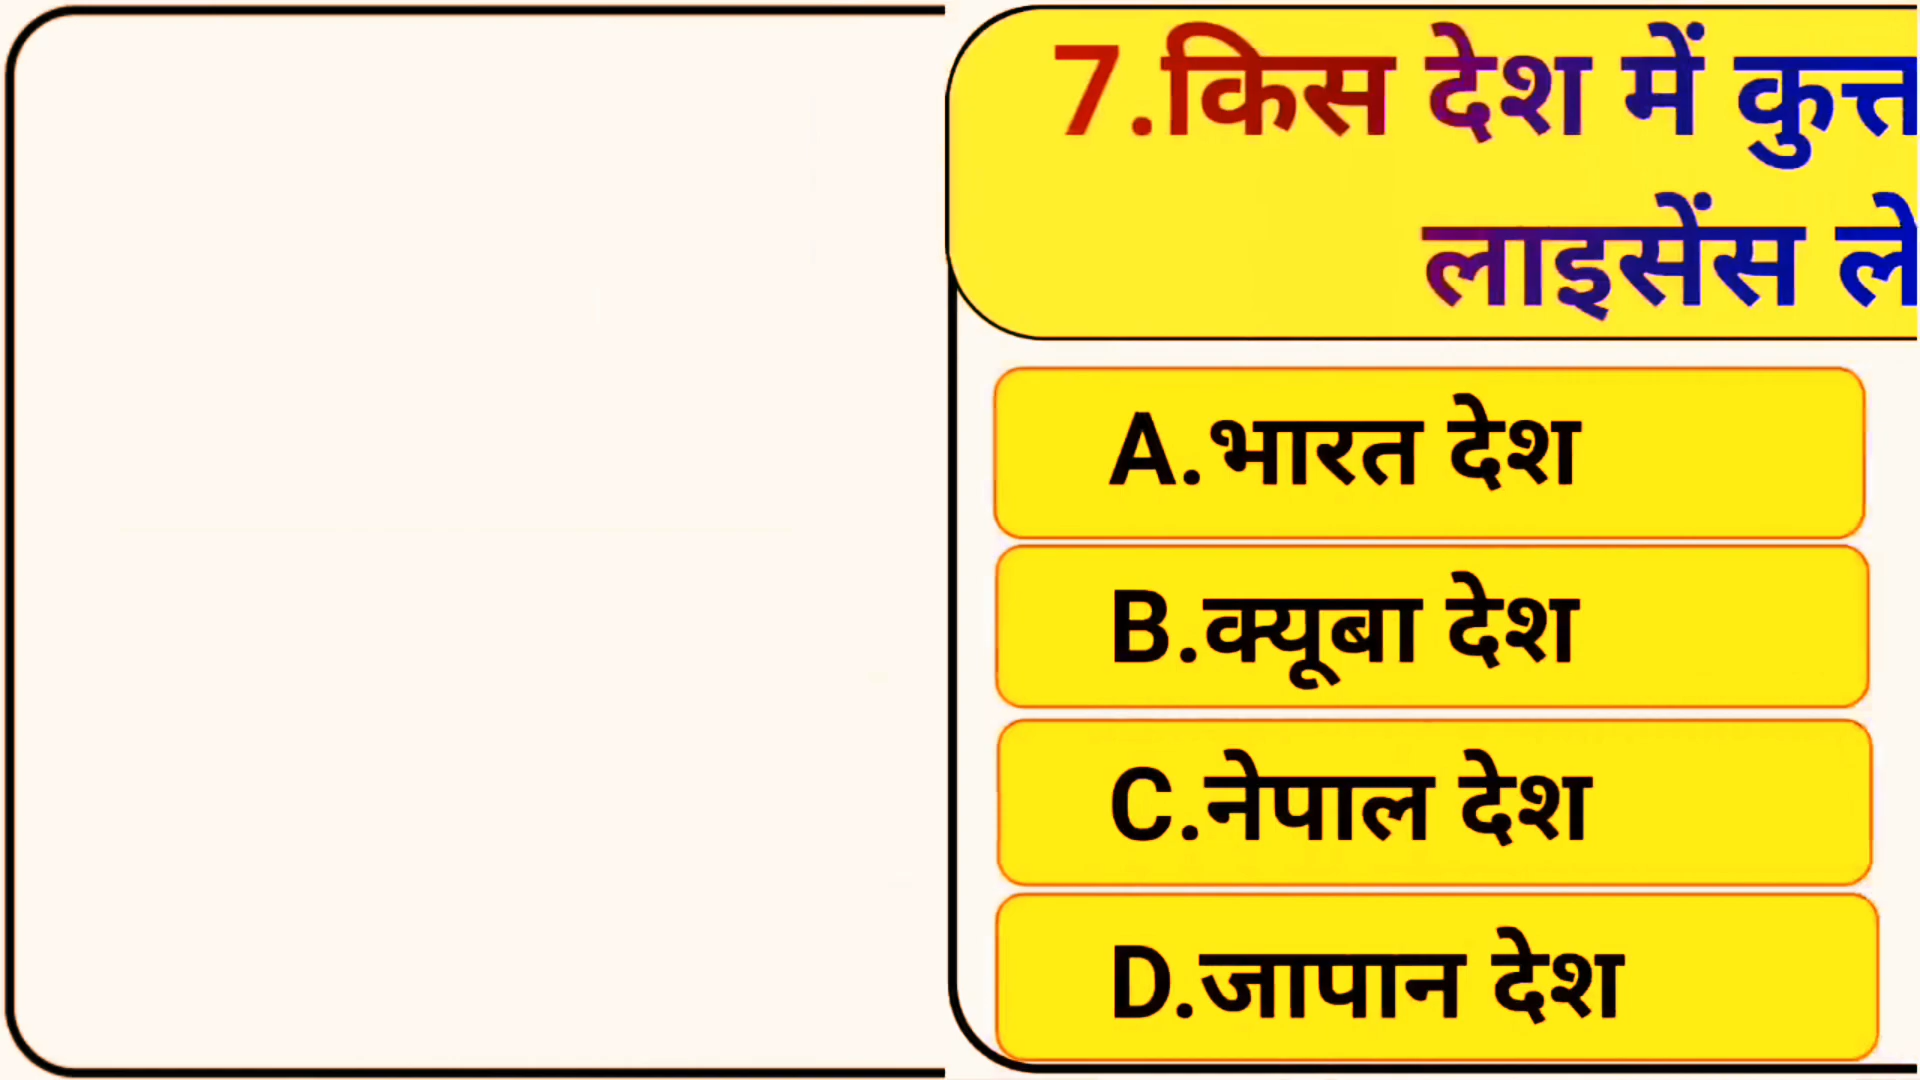 7.किस देश में कुत्त
लाइसेंस ले
A.भारत देश
B.क्यूबा देश
C.नेपाल देश
D.जापान देश